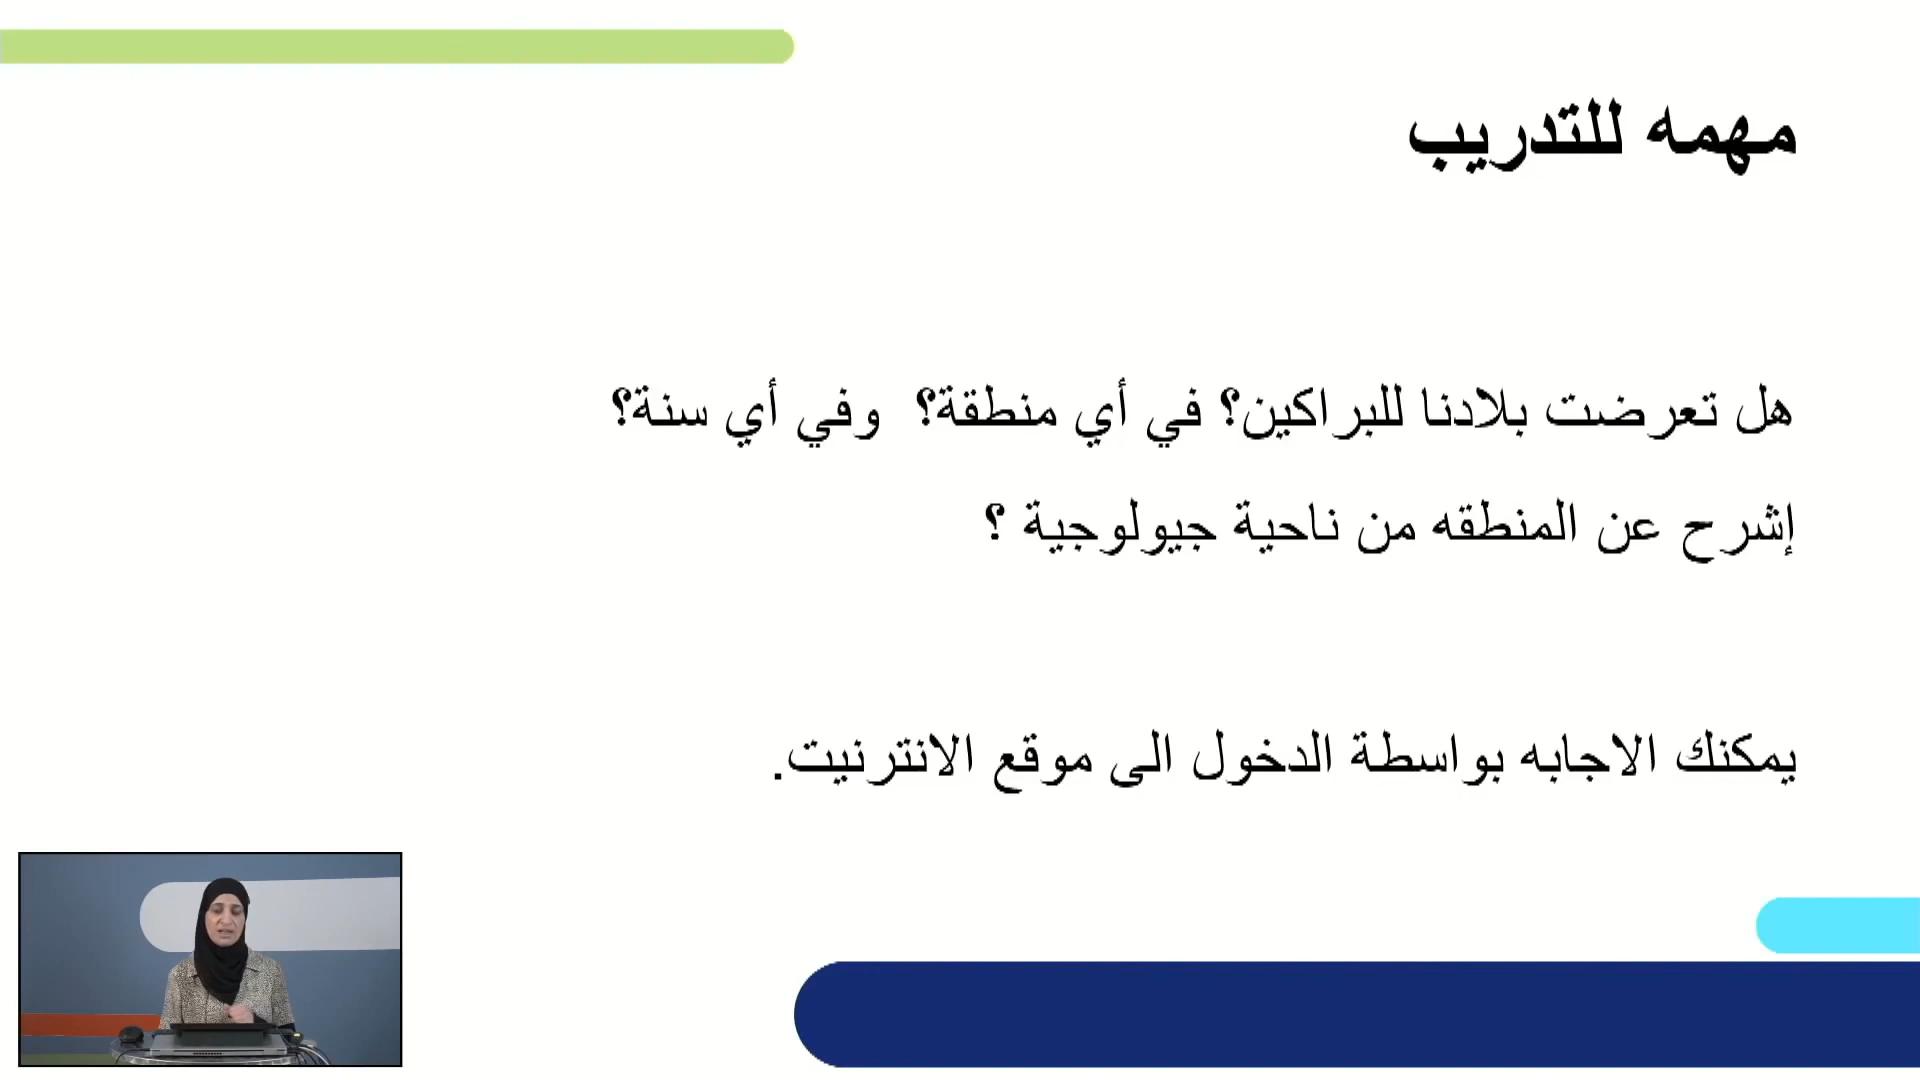 مهمه للتدريب
هل تعرضت بلادنا للبراكين؟ في أي منطقة؟ وفي أي سنة؟
إشرح عن المنطقه من ناحية جيولوجية ؟
يمكنك الاجابه بواسطة الدخول الى موقع الانترنيت.